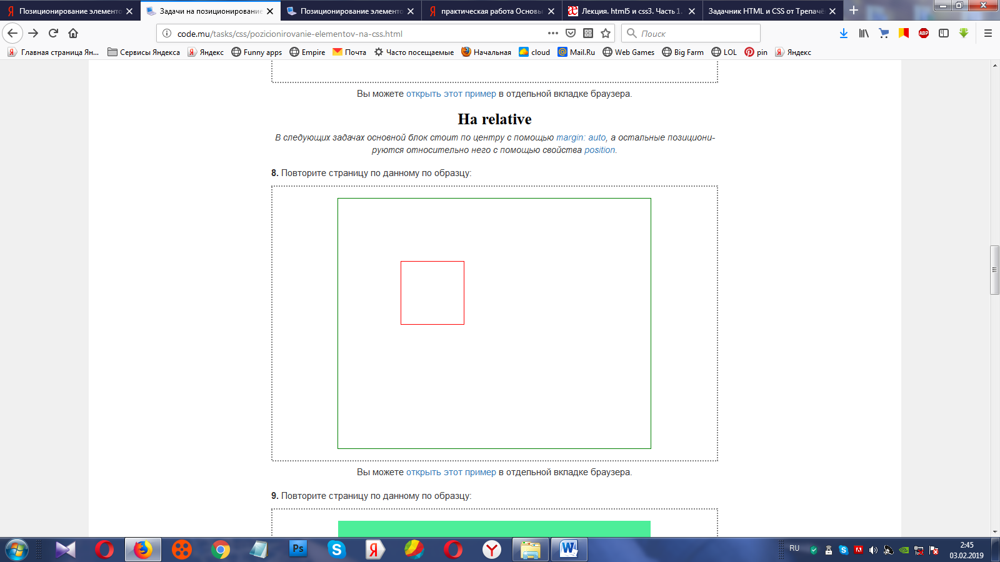 Позиционирование элементо
Задачи на позиционирование
Позиционирование элементо
практическая работа Основы
Лекция. html5 и css3. Часть 1.
Задачник HTML и CSS от Трепачё
code.mu/tasks/css/pozicionirovanie-elementov-na-css.html
Поиск
ABP
Главная страница Ян...
Сервисы Яндекса
Яндекс
Funny apps
Empire
Почта
Часто посещаемые
Начальная
cloud
Mail.Ru
Web Games
Big Farm
LOL
pin
Яндекс
Вы можете открыть этот пример в отдельной вкладке браузера.
На relative
В следующих задачах основной блок стоит по центру с помощью margin: auto, а остальные позициони-
руются относительно него с помощью свойства position.
8. Повторите страницу по данному по образцу:
Вы можете открыть этот пример в отдельной вкладке браузера.
9. Повторите страницу по данному по образцу:
Ps
RU
2:45
03.02.2019